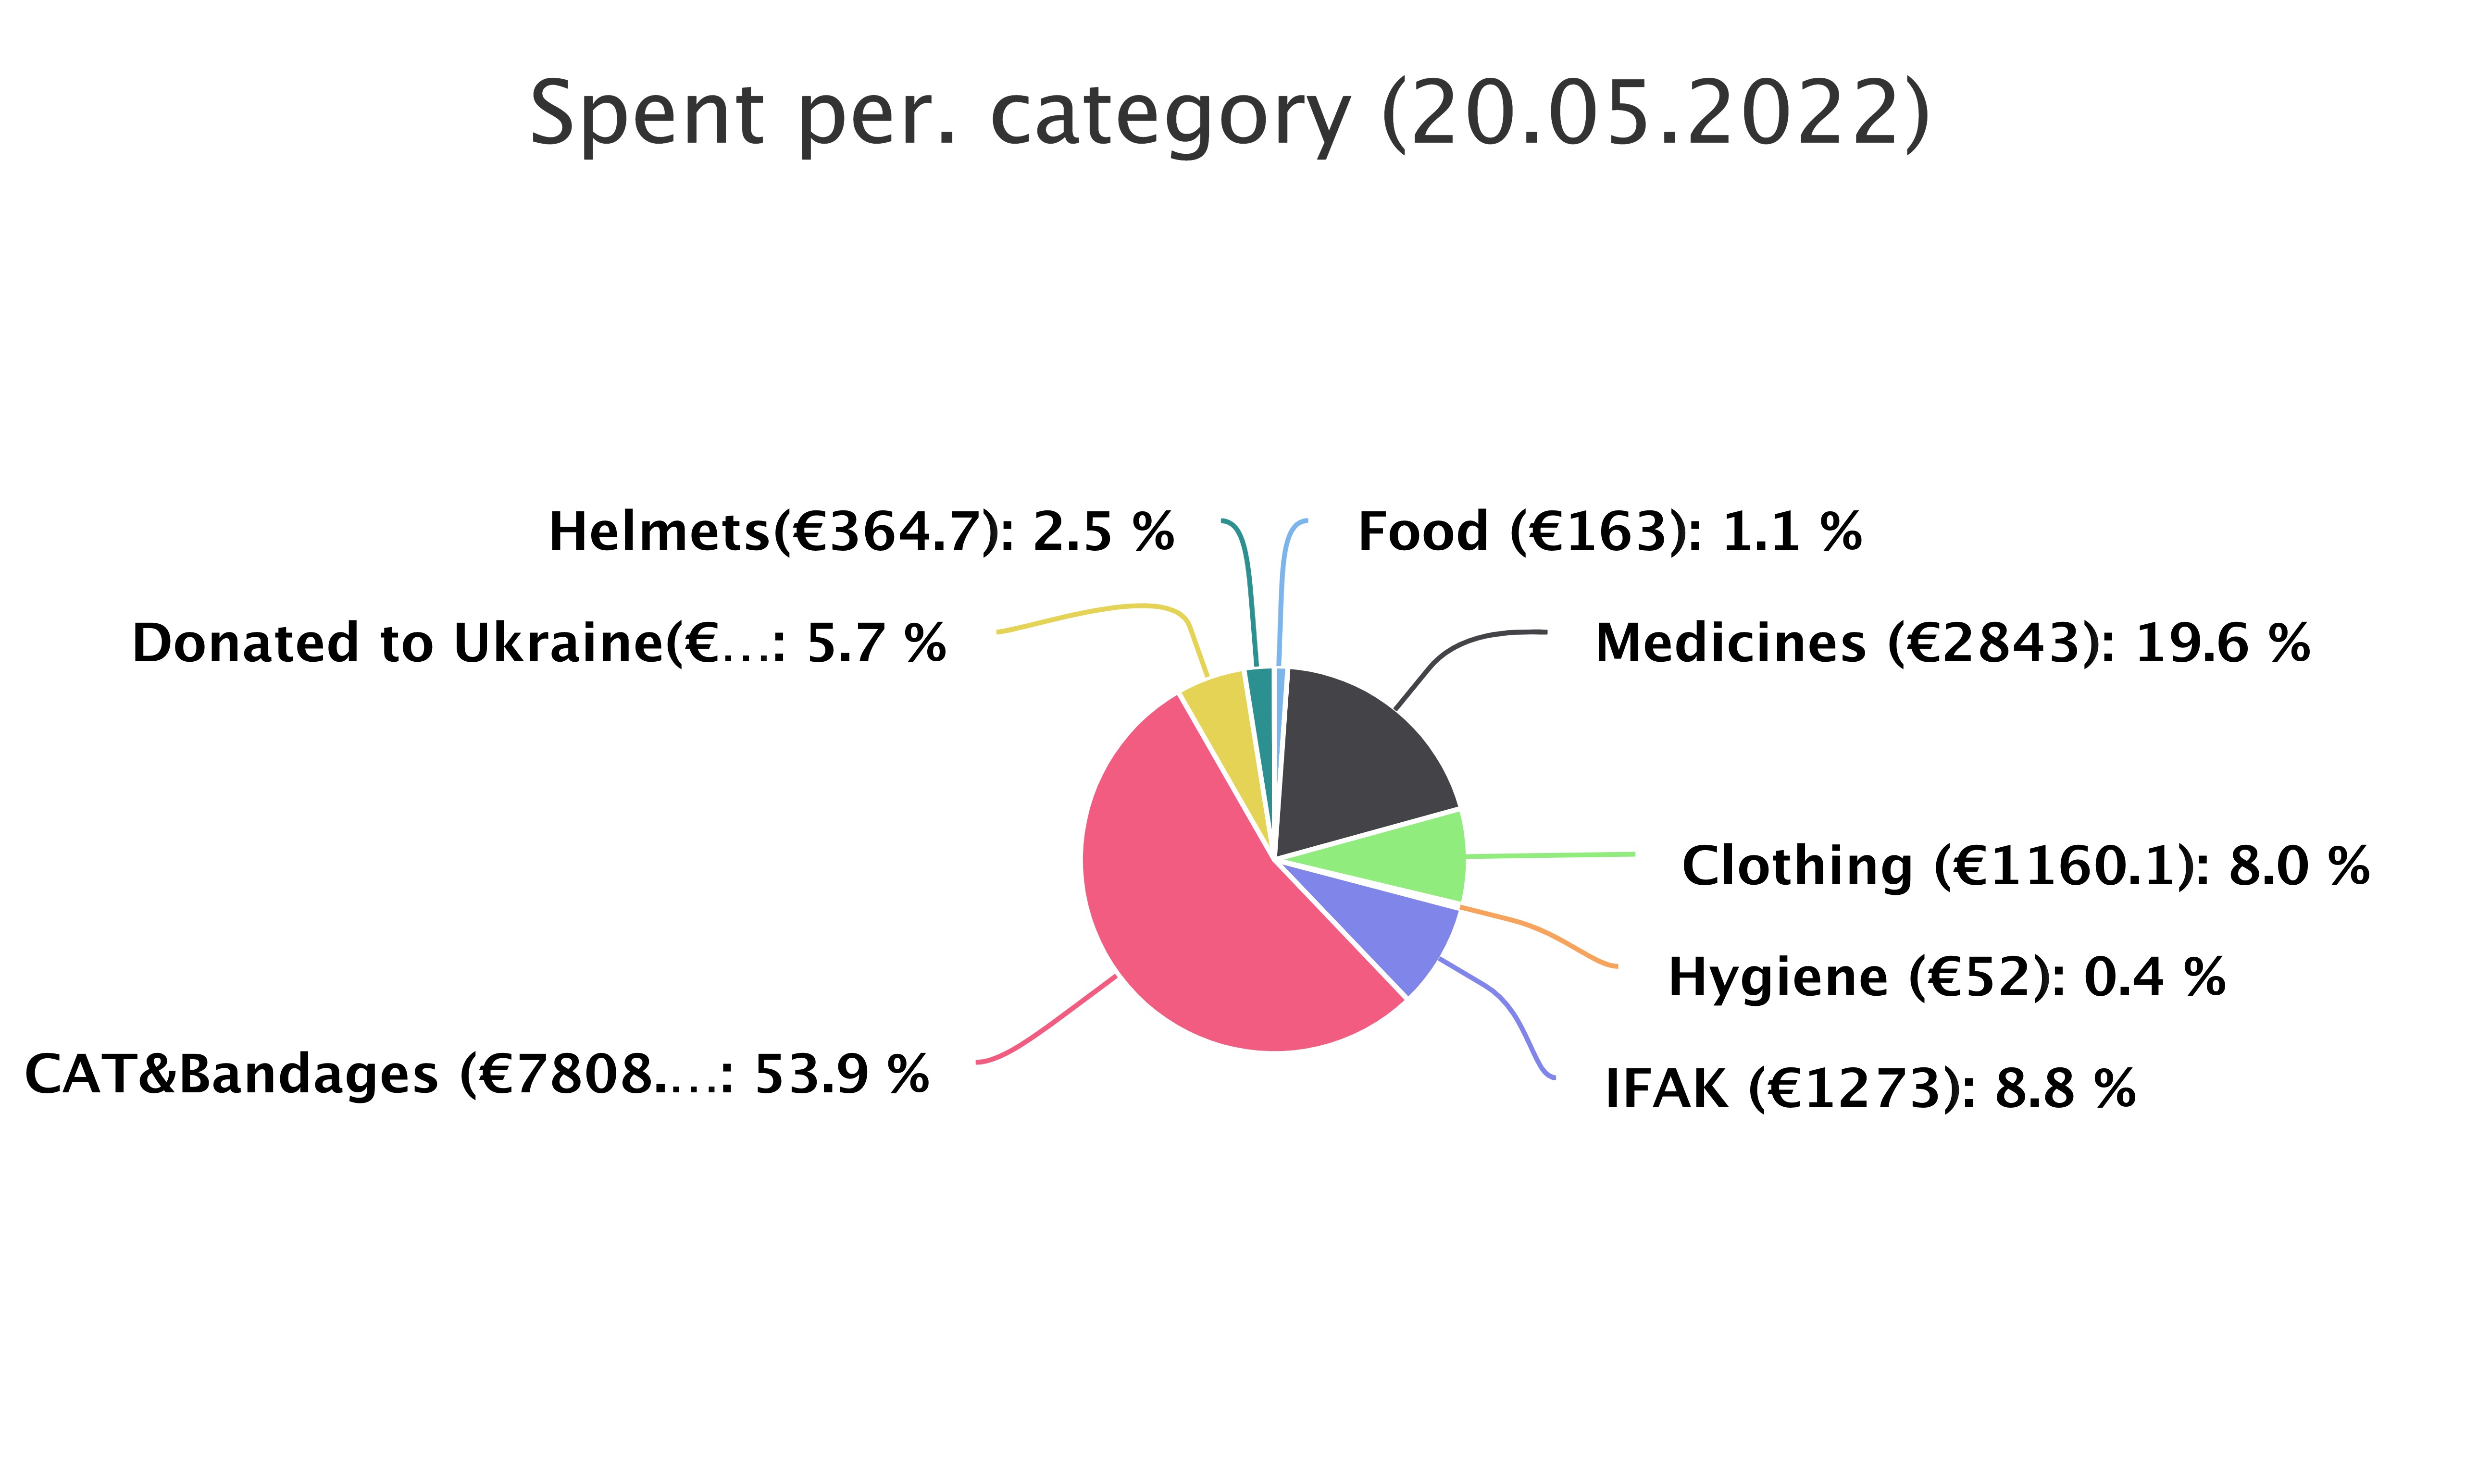 Spent per. category (20.05.2022)
Helmets(€364.7): 2.5 %
Food (€163): 1.1 %
Donated to Ukraine(€...: 5.7 %
Medicines (€2843): 19.6 %
Clothing (€1160.1): 8.0 %
Hygiene (€52): 0.4 %
CAT&Bandages (€7808....: 53.9 %
IFAK (€1273): 8.8 %